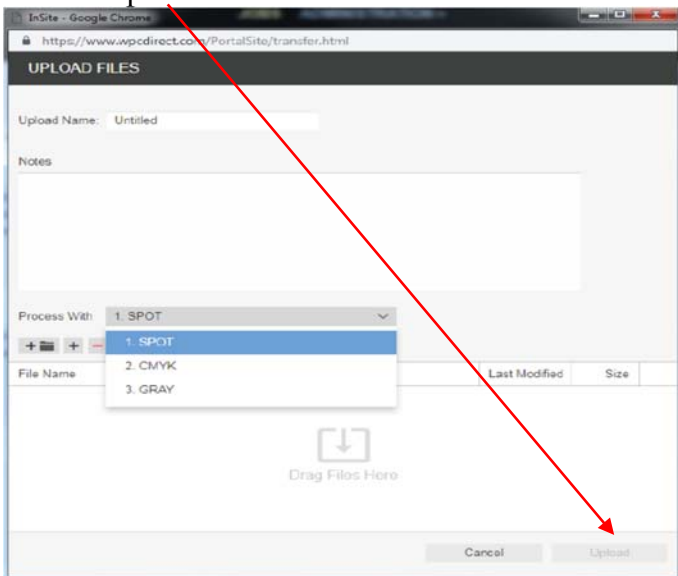 InSite - Google Chrome
https://www.wpcdirect.com/PortalSite/transfer.html
UPLOAD FILES
Upload Name: Untitled
Notes
Process With 1. SPOT
1. SPOT
2. CMYK
3. GRAY
File Name Last Modified Size
Drag Files Here
Cancel Upload